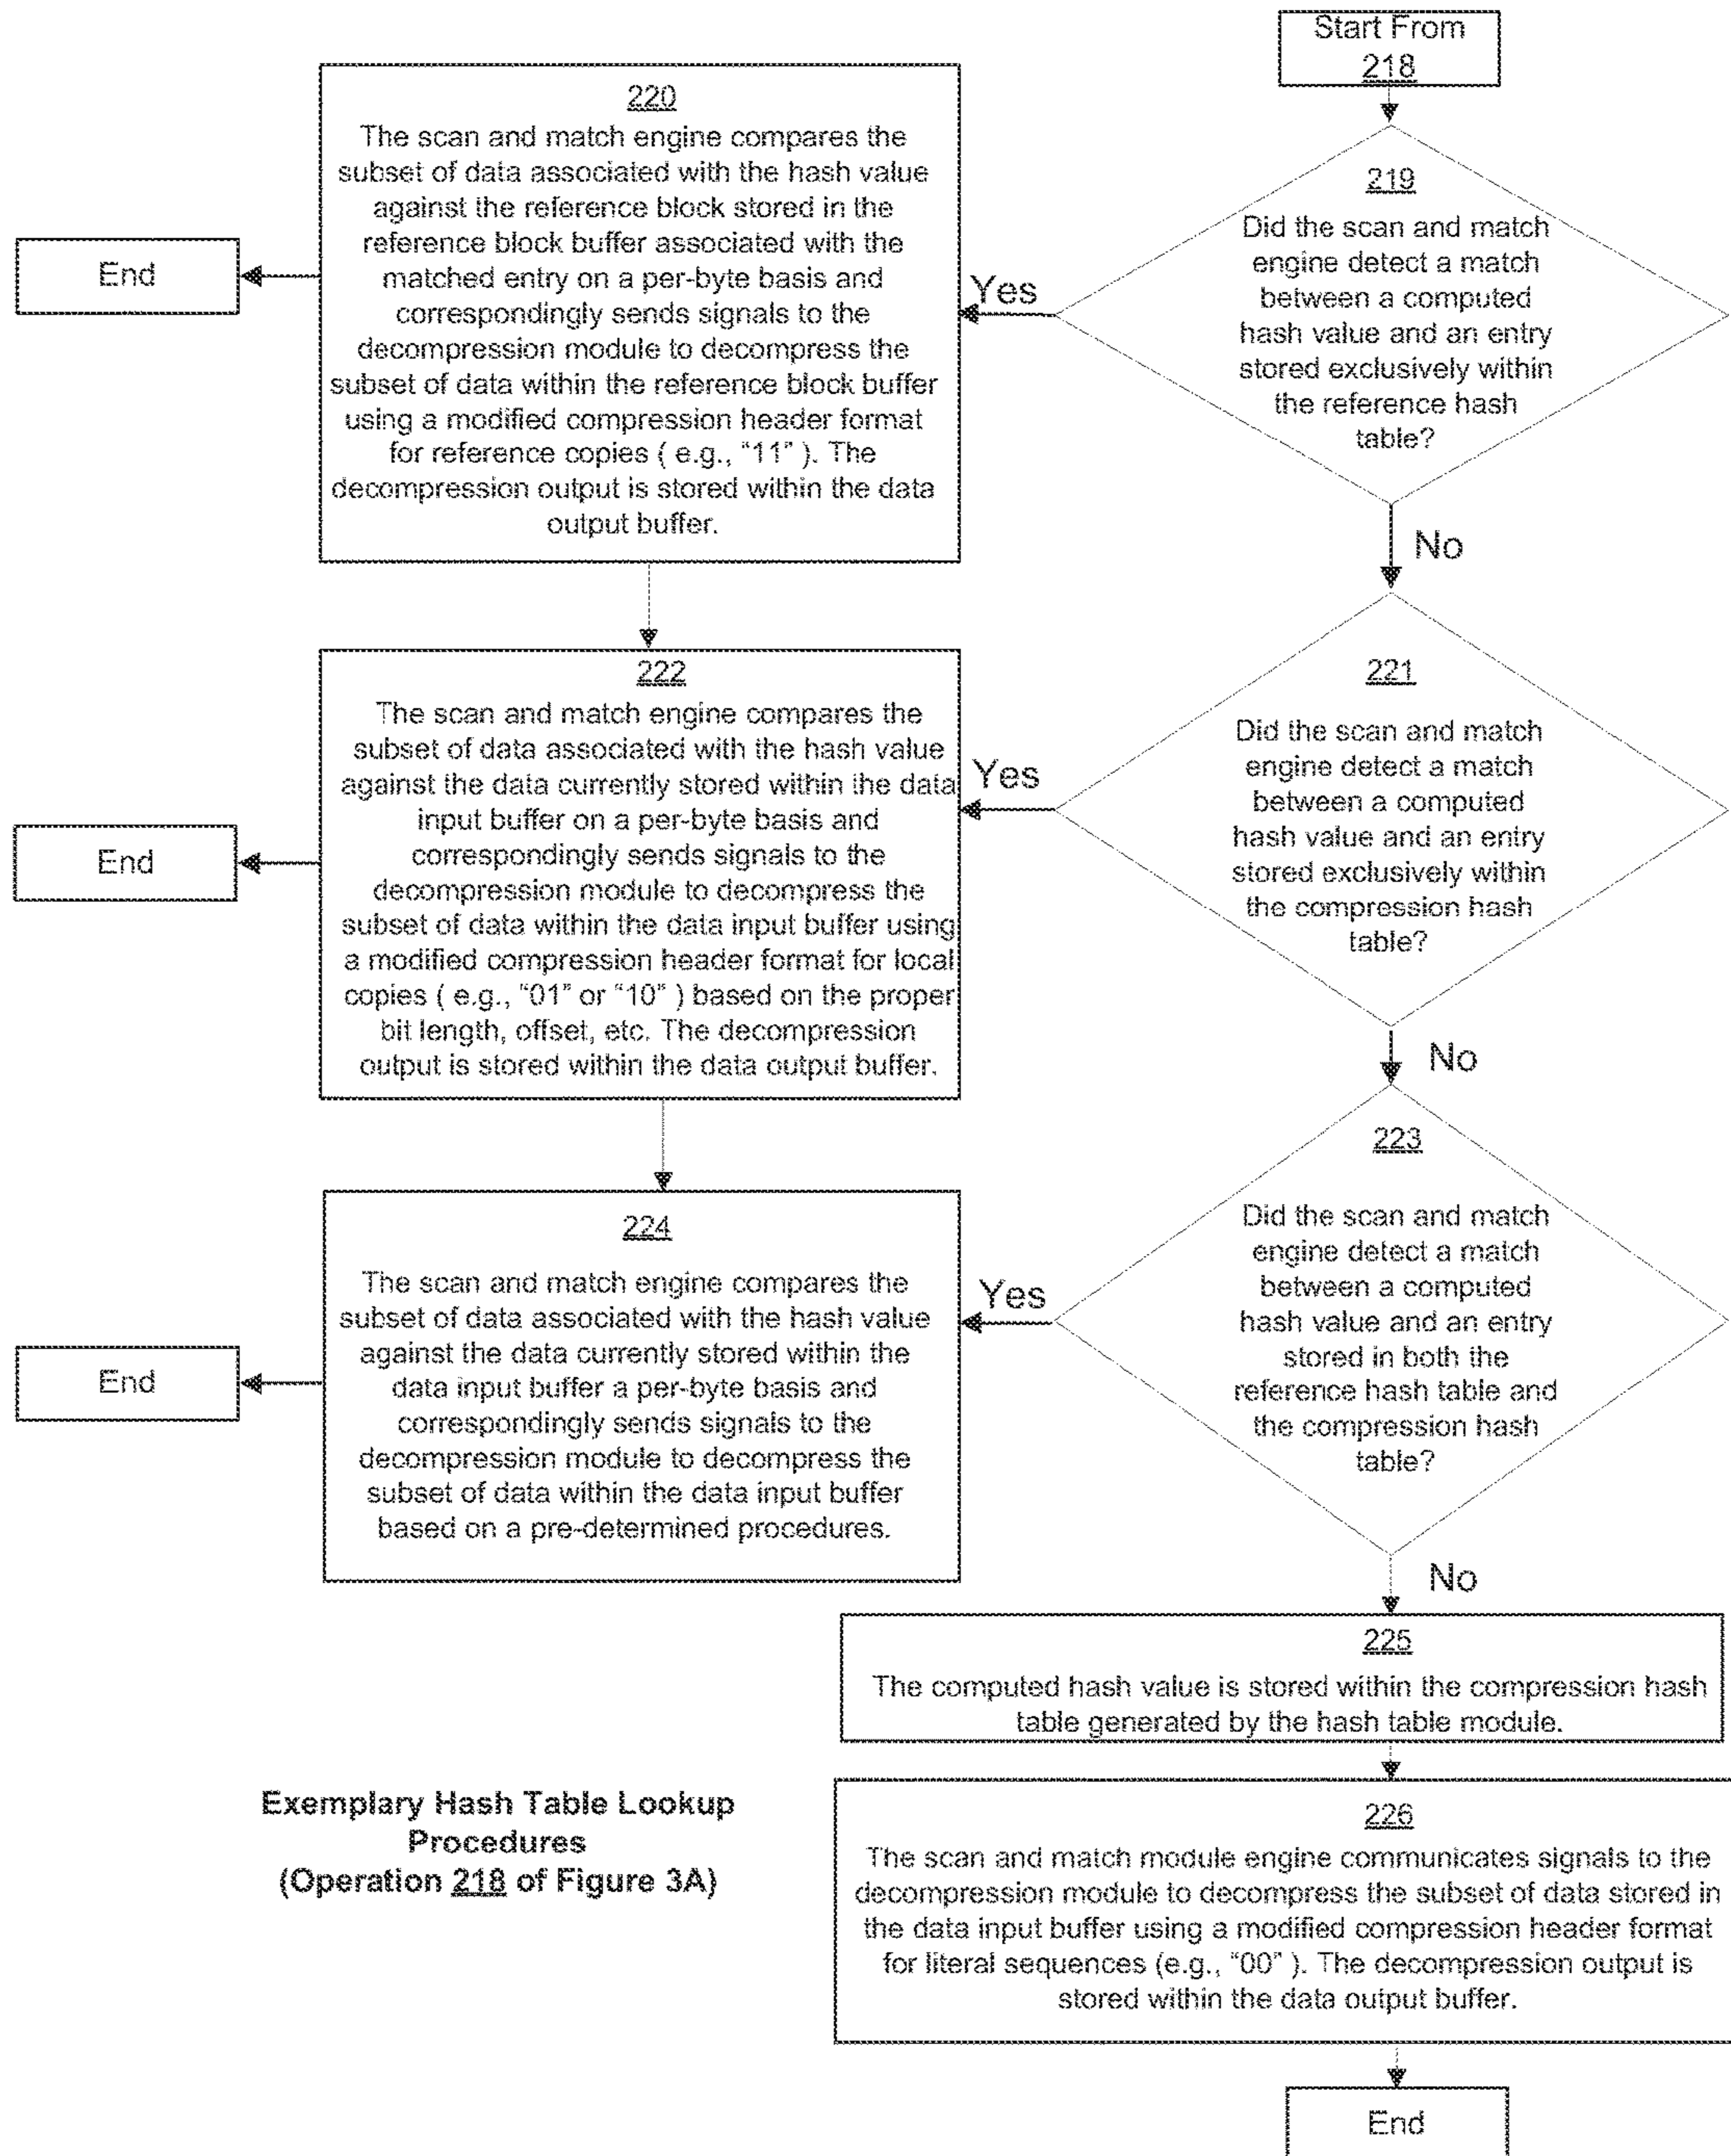 Start From
218
219
Did the scan and match
engine detect a match
between a computed
hash value and an entry
stored exclusively within
the reference hash
table?
Yes
No
220
The scan and match engine compares the
subset of data associated with the hash value
against the reference block stored in the
reference block buffer associated with the
matched entry on a per-byte basis and
correspondingly sends signals to the
decompression module to decompress the
subset of data within the reference block buffer
using a modified compression header format
for reference copies ( e.g., “11” ). The
decompression output is stored within the data
output buffer.
End
221
Did the scan and match
engine detect a match
between a computed
hash value and an entry
stored exclusively within
the compression hash
table?
Yes
No
222
The scan and match engine compares the
subset of data associated with the hash value
against the data currently stored within the data
input buffer on a per-byte basis and
correspondingly sends signals to the
decompression module to decompress the
subset of data within the data input buffer using
a modified compression header format for local
copies ( e.g., “01” or “10” ) based on the proper
bit length, offset, etc. The decompression
output is stored within the data output buffer.
End
223
Did the scan and match
engine detect a match
between a computed
hash value and an entry
stored in both the
reference hash table and
the compression hash
table?
Yes
No
224
The scan and match engine compares the
subset of data associated with the hash value
against the data currently stored within the
data input buffer a per-byte basis and
correspondingly sends signals to the
decompression module to decompress the
subset of data within the data input buffer
based on a pre-determined procedures.
End
225
The computed hash value is stored within the compression hash
table generated by the hash table module.
226
The scan and match module engine communicates signals to the
decompression module to decompress the subset of data stored in
the data input buffer using a modified compression header format
for literal sequences (e.g., “00” ). The decompression output is
stored within the data output buffer.
End
Exemplary Hash Table Lookup
Procedures
(Operation 218 of Figure 3A)